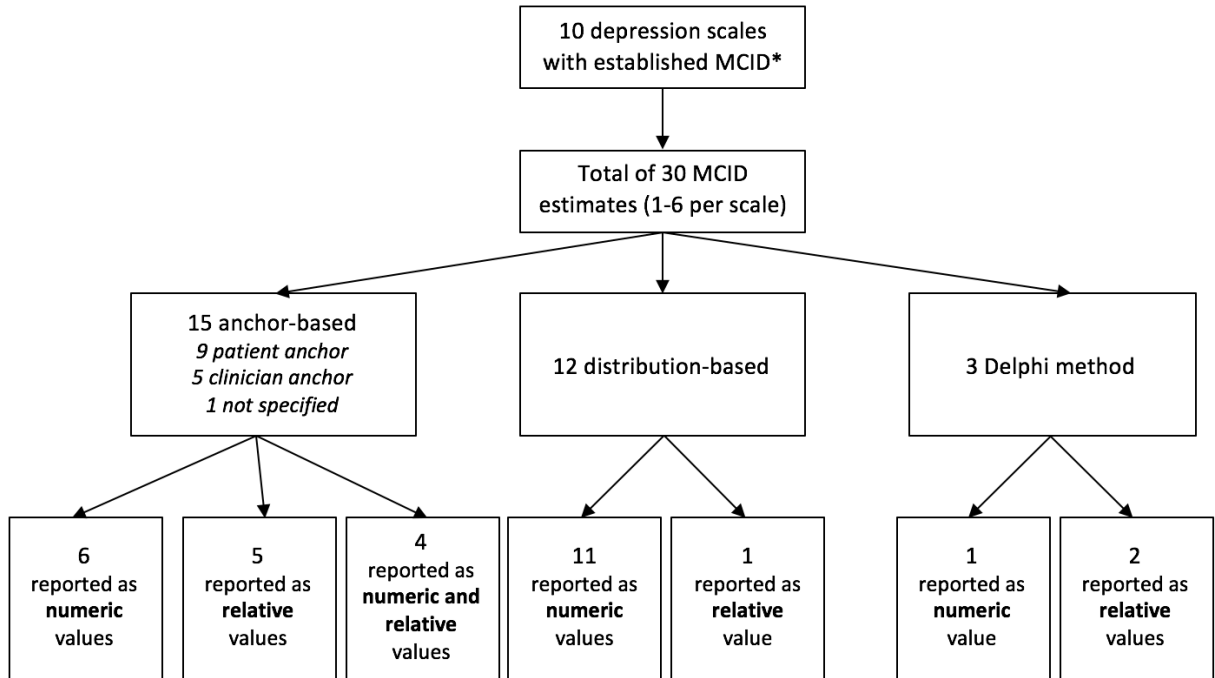 10 depression scales
with established MCID*
Total of 30 MCID
estimates (1-6 per scale)
15 anchor-based
9 patient anchor
5 clinician anchor
1 not specified
12 distribution-based
3 Delphi method
6
reported as
numeric
values
5
reported as
relative
values
4
reported as
numeric and
relative
values
11
reported as
numeric
values
1
reported as
relative
value
1
reported as
numeric
value
2
reported as
relative
values